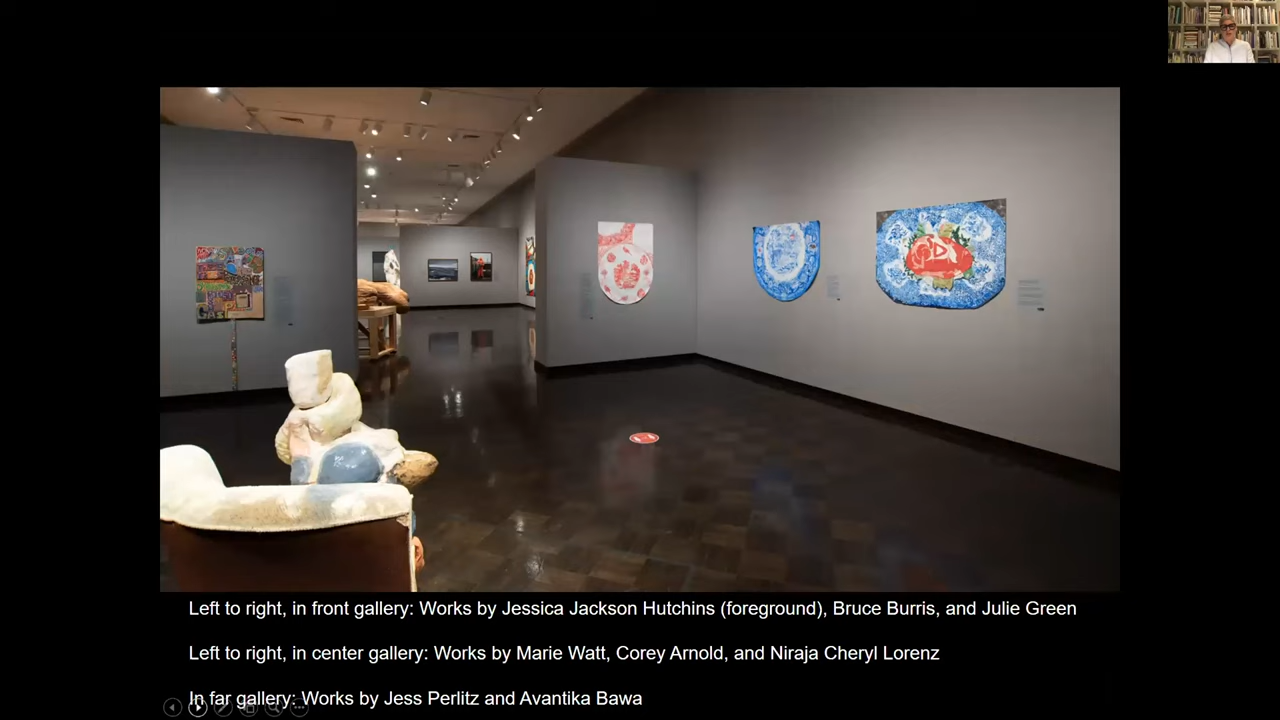 Left to right, in front gallery: Works by Jessica Jackson Hutchins (foreground), Bruce Burris, and Julie Green
Left to right, in center gallery: Works by Marie Watt, Corey Arnold, and Niraja Cheryl Lorenz
In far gallery: Works by Jess Perlitz and Avantika Bawa